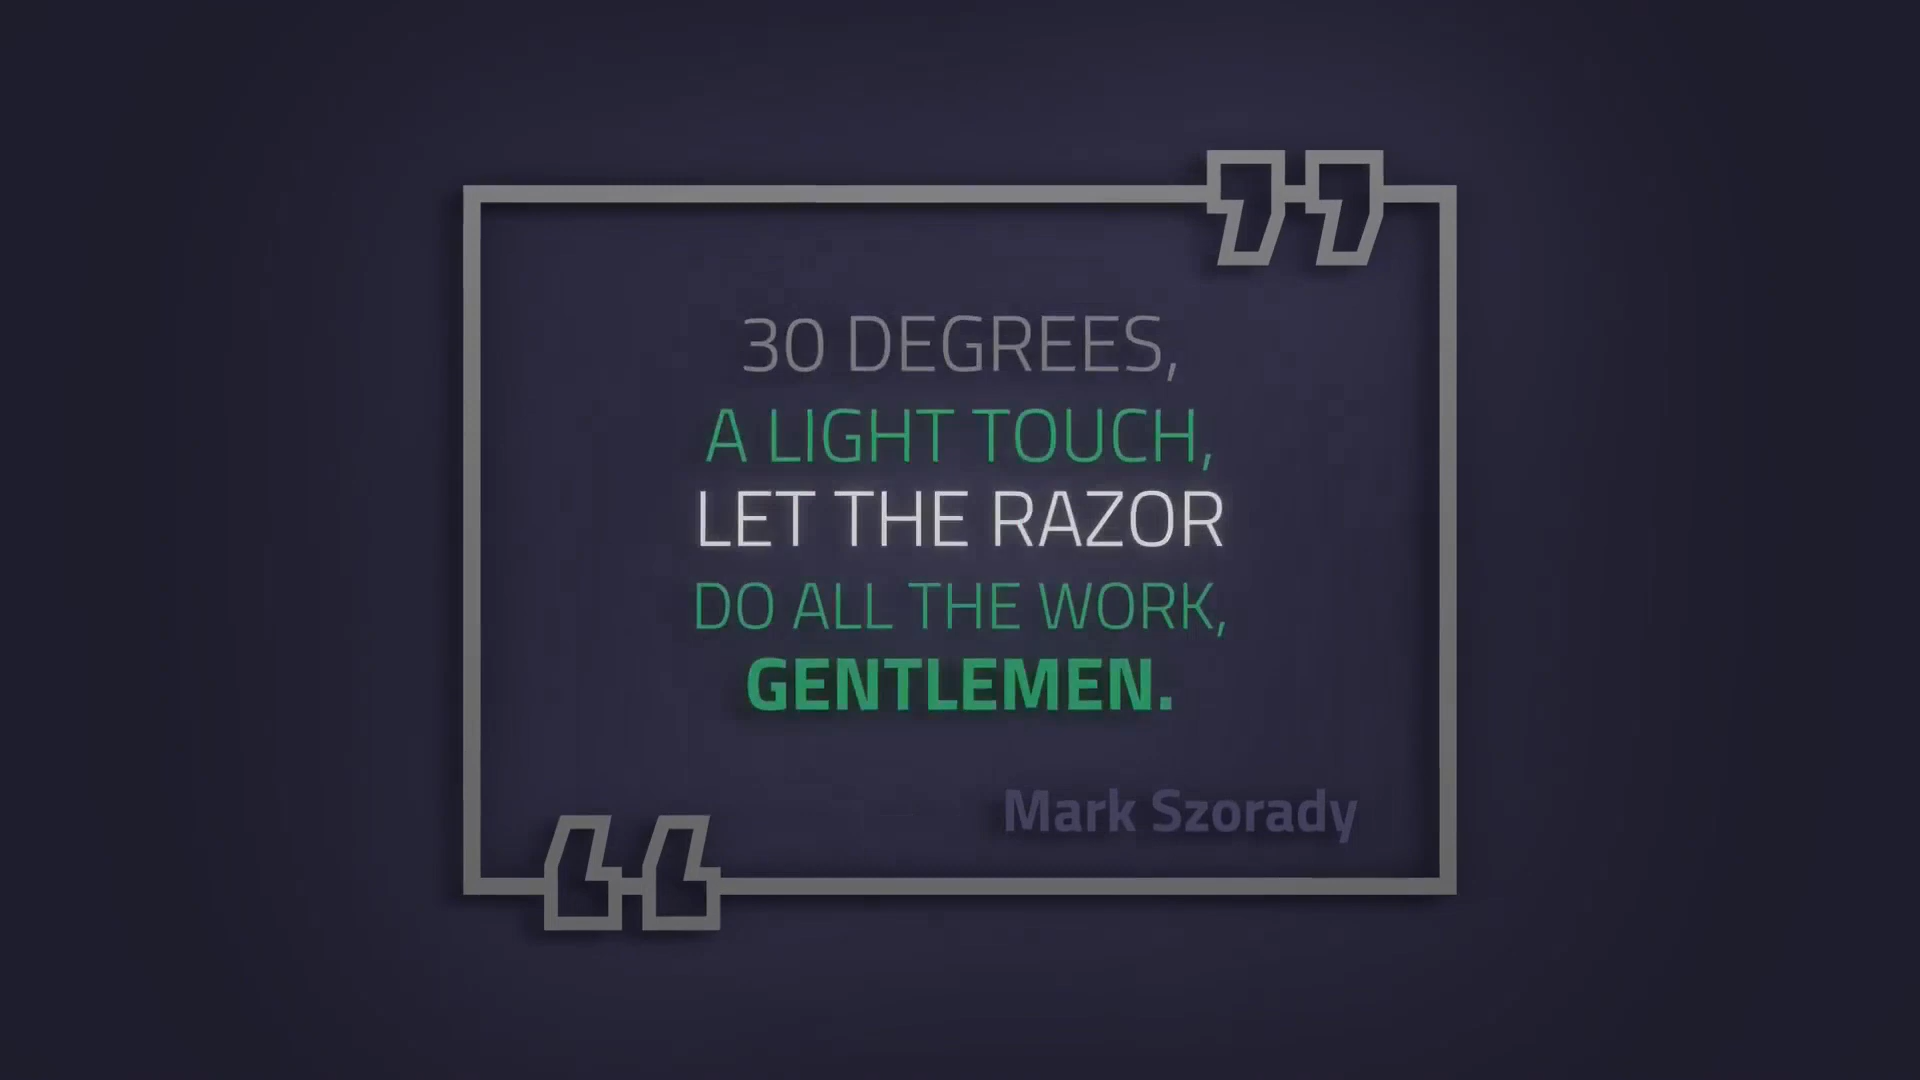 30 DEGREES,
A LIGHT TOUCH,
LET THE RAZOR
DO ALL THE WORK,
GENTLEMEN.
Mark Szorady